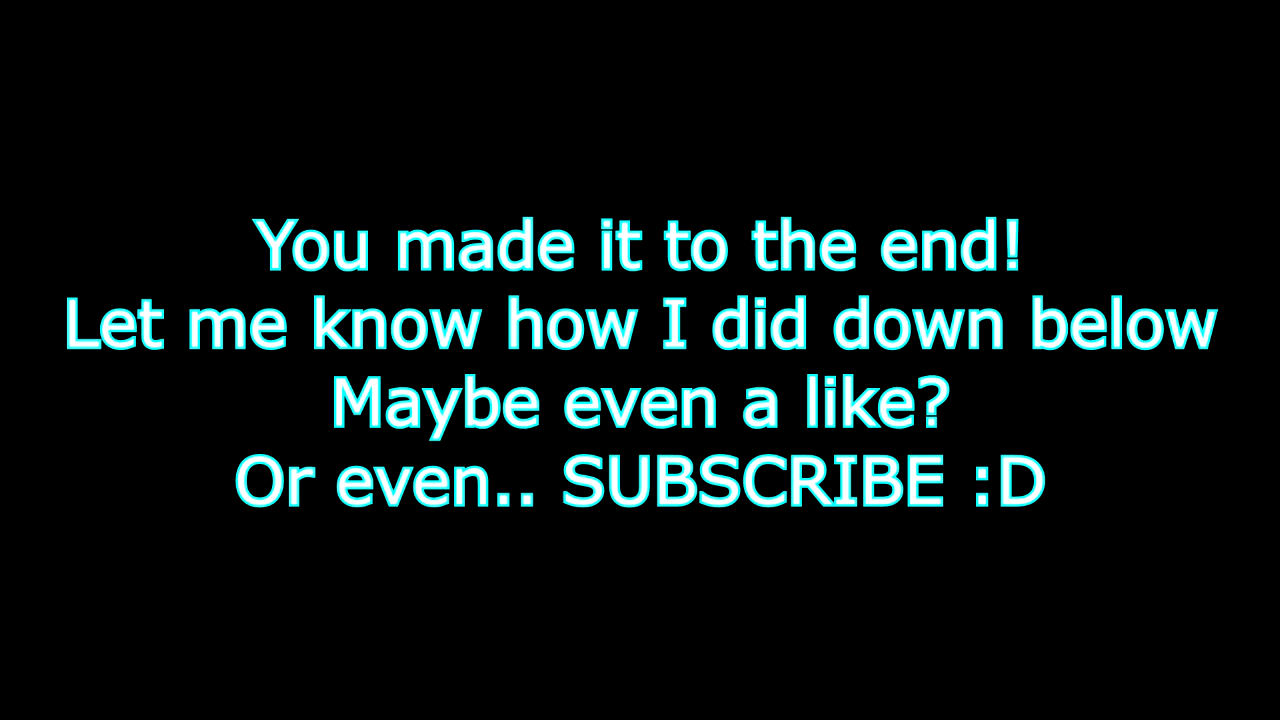 You made it to the end!
Let me know how I did down below
Maybe even a like?
Or even.. SUBSCRIBE :D